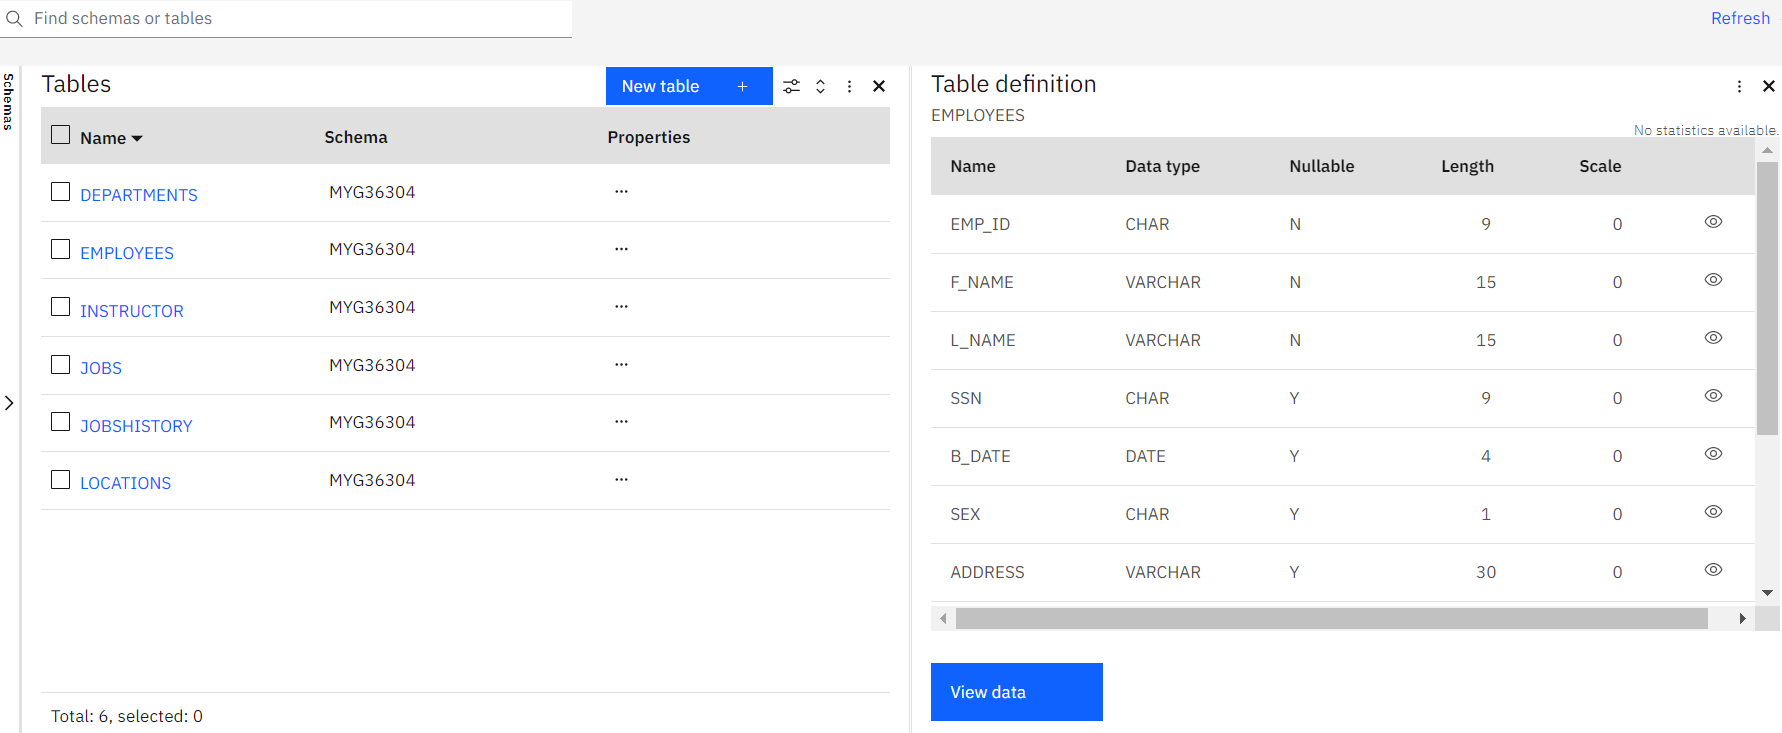 Find schemas or tables
Refresh
Schemas
Tables
New table +
Table definition
EMPLOYEES
No statistics available.
Name Schema Properties
DEPARTMENTS MYG36304 ...
EMPLOYEES MYG36304 ...
INSTRUCTOR MYG36304 ...
JOBS MYG36304 ...
JOBSHISTORY MYG36304 ...
LOCATIONS MYG36304 ...
Total: 6, selected: 0
Name Data type Nullable Length Scale
EMP_ID CHAR N 9 0
F_NAME VARCHAR N 15 0
L_NAME VARCHAR N 15 0
SSN CHAR Y 9 0
B_DATE DATE Y 4 0
SEX CHAR Y 1 0
ADDRESS VARCHAR Y 30 0
View data